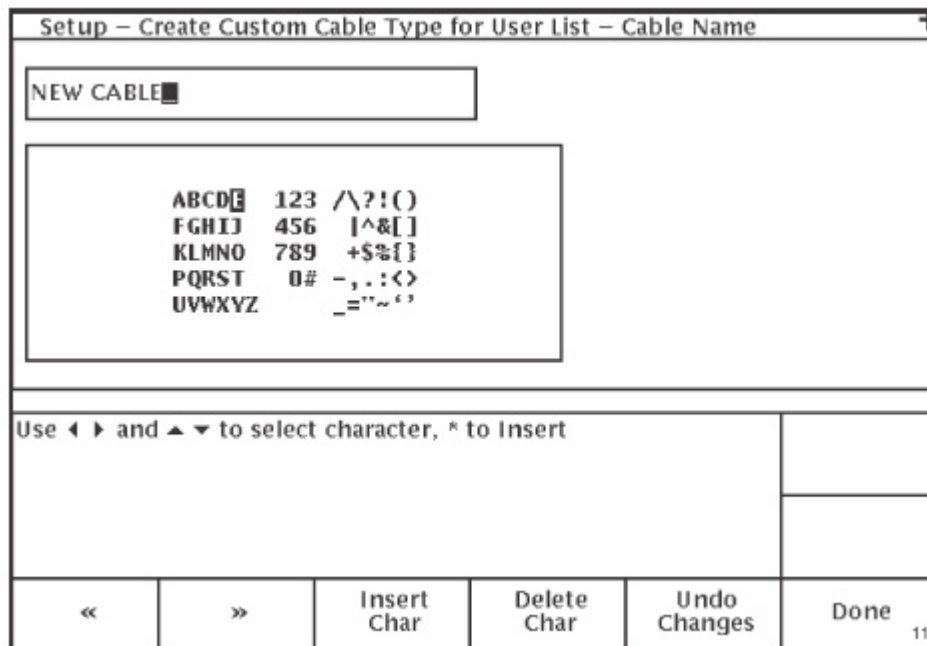 Setup – Create Custom Cable Type for User List – Cable Name
NEW CABLE
ABCDE 123 /\?!()
FGHIJ 456 |^&[]
KLMNO 789 +$%{}
PQRST 0# -,.:<>
UVWXYZ _="~‘’
Use ◂ ▸ and ▴ ▾ to select character, * to Insert
« » Insert Char Delete Char Undo Changes Done
11